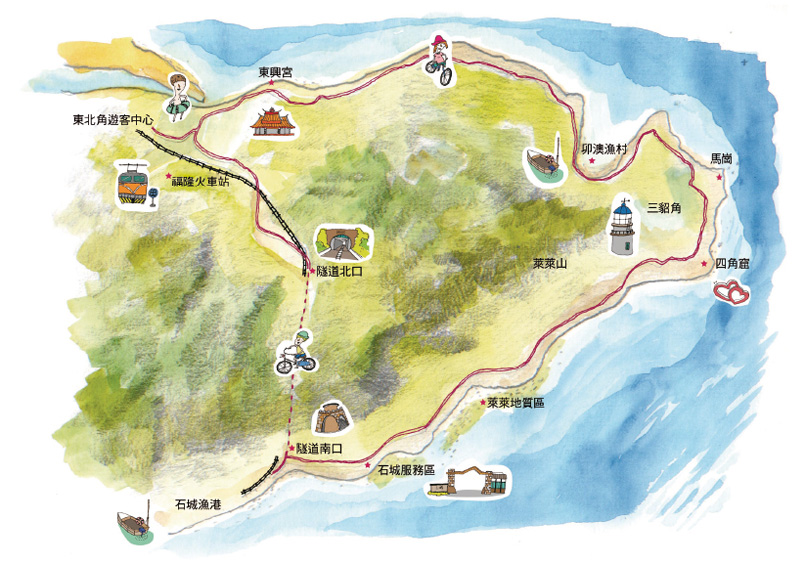 東興宮
東北角遊客中心
卯澳漁村
馬崗
福隆火車站
三貂角
萊萊山
四角窟
隧道北口
萊萊地質區
隧道南口
石城服務區
石城漁港